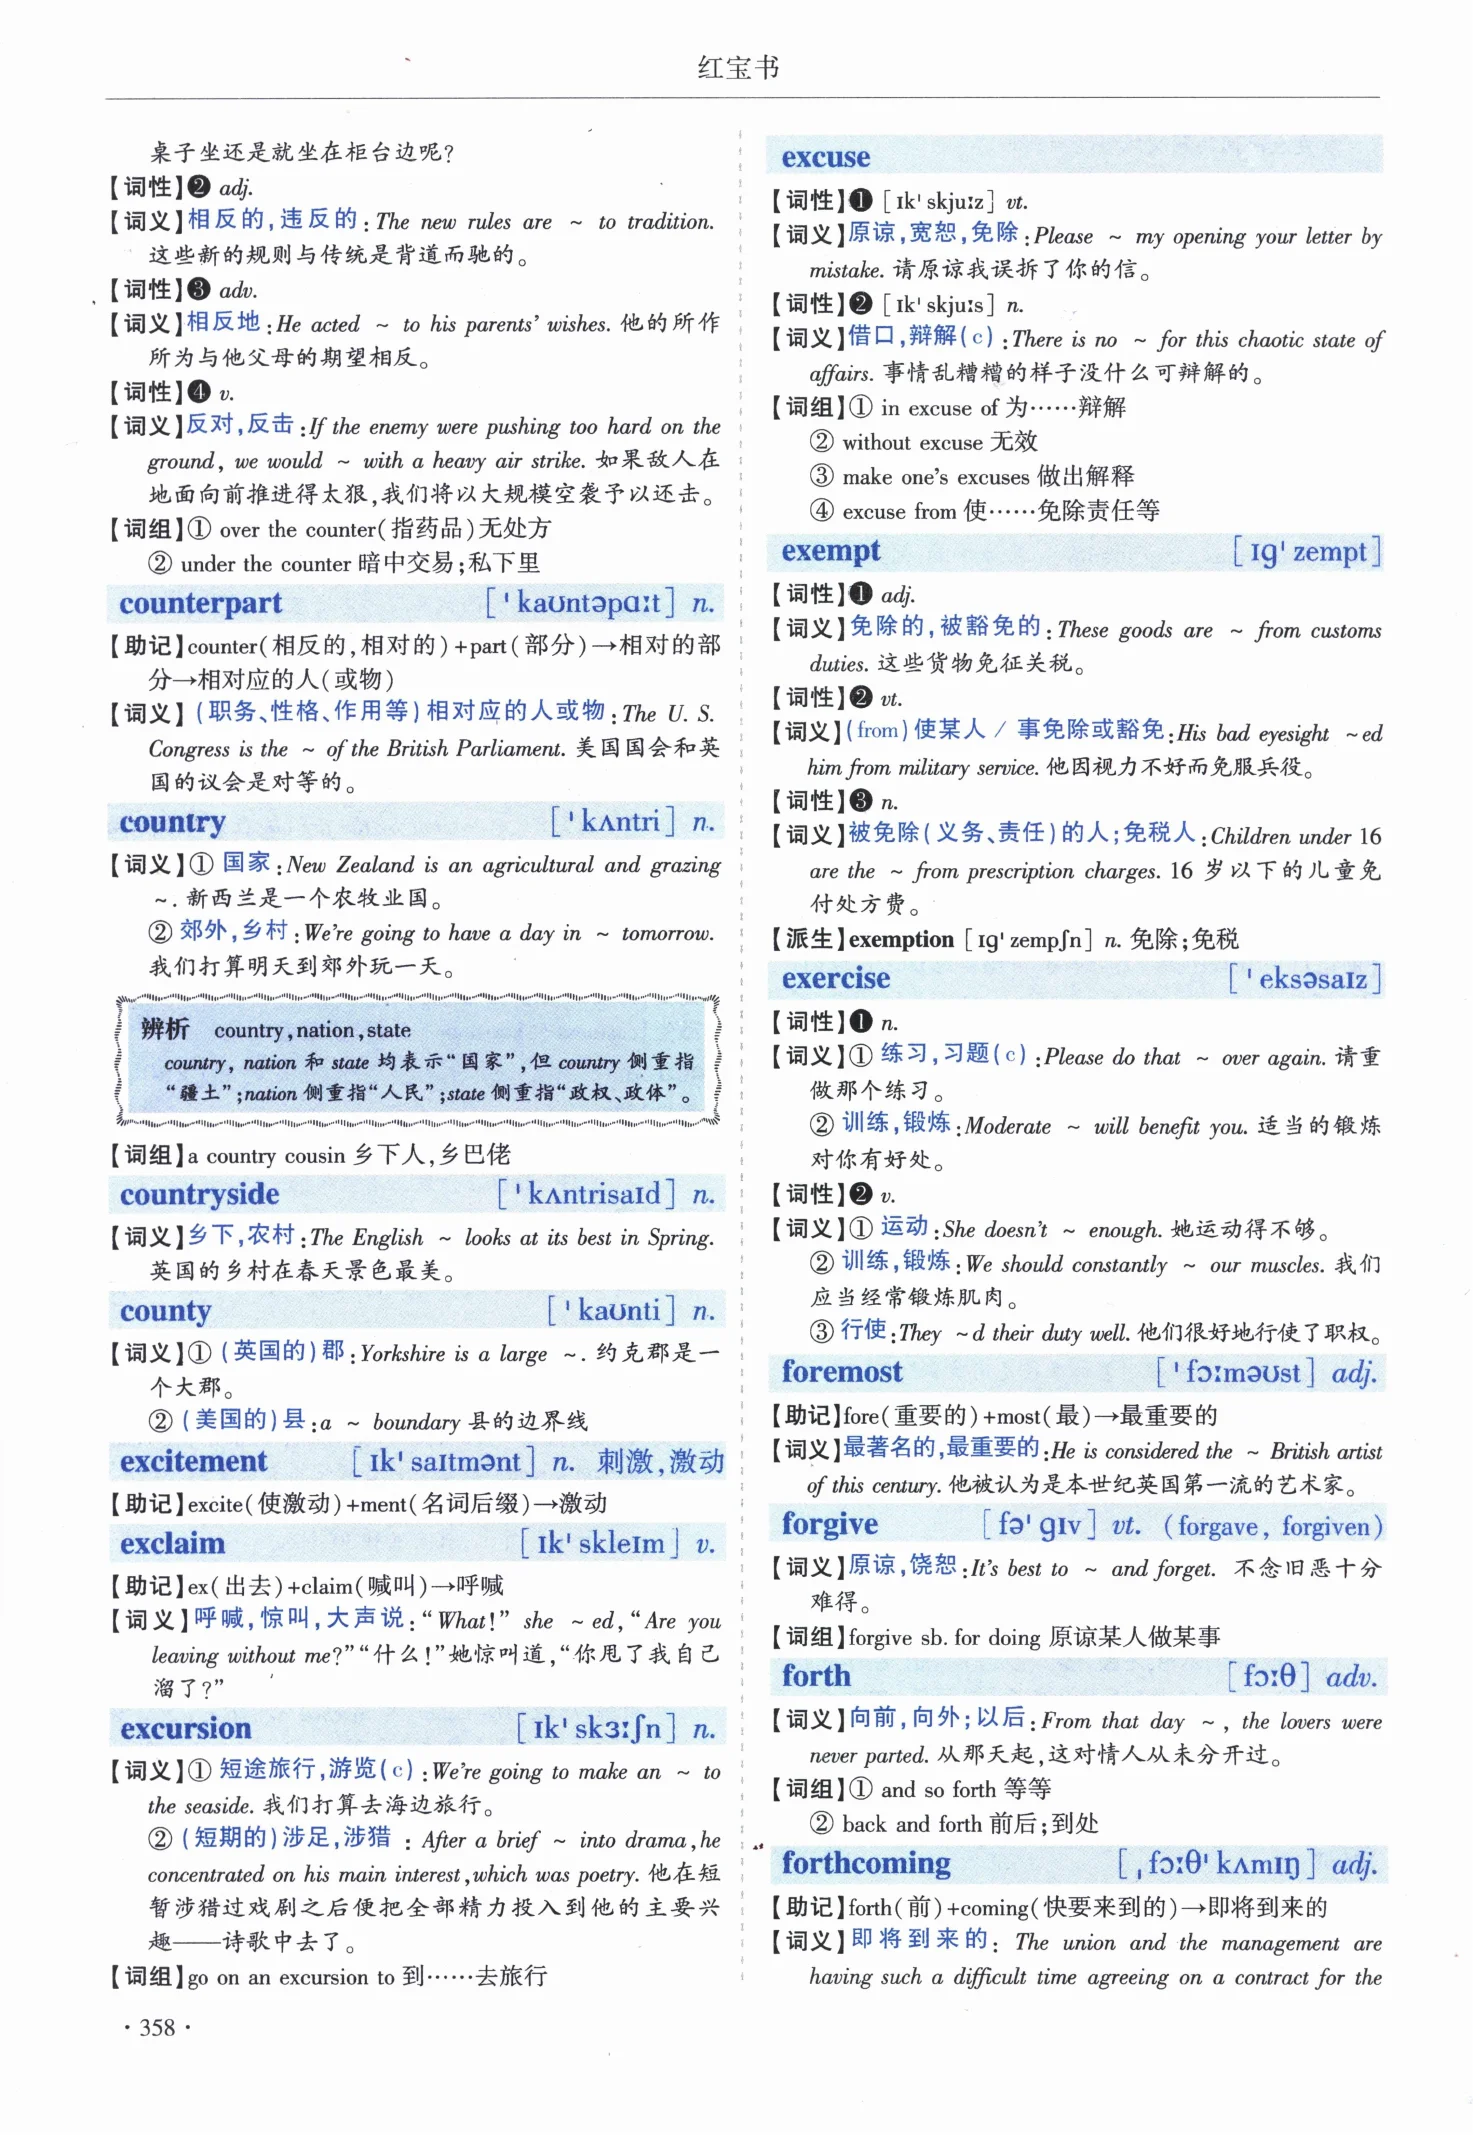 红宝书
桌子坐还是就坐在柜台边呢?
【词性】❷ adj.
【词义】相反的,违反的:The new rules are ~ to tradition.
这些新的规则与传统是背道而驰的。
【词性】❸ adv.
【词义】相反地:He acted ~ to his parents' wishes. 他的所作
所为与他父母的期望相反。
【词性】❹ v.
【词义】反对,反击:If the enemy were pushing too hard on the
ground, we would ~ with a heavy air strike. 如果敌人在
地面向前推进得太狠,我们将以大规模空袭予以还击。
【词组】① over the counter(指药品)无处方
② under the counter 暗中交易;私下里
counterpart [ˈkaʊntəpɑːt] n.
【助记】counter(相反的,相对的)+part(部分)→相对的部
分→相对应的人(或物)
【词义】(职务、性格、作用等)相对应的人或物:The U. S.
Congress is the ~ of the British Parliament. 美国国会和英
国的议会是对等的。
country [ˈkʌntri] n.
【词义】① 国家:New Zealand is an agricultural and grazing
~. 新西兰是一个农牧业国。
② 郊外,乡村:We're going to have a day in ~ tomorrow.
我们打算明天到郊外玩一天。
辨析 country,nation,state
country, nation 和 state 均表示“国家”,但 country 侧重指
“疆土”;nation 侧重指“人民”;state 侧重指“政权、政体”。
【词组】a country cousin 乡下人,乡巴佬
countryside [ˈkʌntrisaɪd] n.
【词义】乡下,农村:The English ~ looks at its best in Spring.
英国的乡村在春天景色最美。
county [ˈkaʊnti] n.
【词义】① (英国的)郡:Yorkshire is a large ~. 约克郡是一
个大郡。
② (美国的)县:a ~ boundary 县的边界线
excitement [ɪkˈsaɪtmənt] n. 刺激,激动
【助记】excite(使激动)+ment(名词后缀)→激动
exclaim [ɪkˈskleɪm] v.
【助记】ex(出去)+claim(喊叫)→呼喊
【词义】呼喊,惊叫,大声说:“What!” she ~ed, “Are you
leaving without me?”“什么!”她惊叫道,“你甩了我自己
溜了?”
excursion [ɪkˈskɜːʃn] n.
【词义】① 短途旅行,游览(c):We're going to make an ~ to
the seaside. 我们打算去海边旅行。
② (短期的)涉足,涉猎:After a brief ~ into drama,he
concentrated on his main interest,which was poetry. 他在短
暂涉猎过戏剧之后便把全部精力投入到他的主要兴
趣——诗歌中去了。
【词组】go on an excursion to 到……去旅行
· 358 ·
excuse
【词性】❶ [ɪkˈskjuːz] vt.
【词义】原谅,宽恕,免除:Please ~ my opening your letter by
mistake. 请原谅我误拆了你的信。
【词性】❷ [ɪkˈskjuːs] n.
【词义】借口,辩解(c):There is no ~ for this chaotic state of
affairs. 事情乱糟糟的样子没什么可辩解的。
【词组】① in excuse of 为……辩解
② without excuse 无效
③ make one's excuses 做出解释
④ excuse from 使……免除责任等
exempt [ɪɡˈzempt]
【词性】❶ adj.
【词义】免除的,被豁免的:These goods are ~ from customs
duties. 这些货物免征关税。
【词性】❷ vt.
【词义】(from)使某人/事免除或豁免:His bad eyesight ~ed
him from military service. 他因视力不好而免服兵役。
【词性】❸ n.
【词义】被免除(义务、责任)的人;免税人:Children under 16
are the ~ from prescription charges. 16 岁以下的儿童免
付处方费。
【派生】exemption [ɪɡˈzempʃn] n. 免除;免税
exercise [ˈeksəsaɪz]
【词性】❶ n.
【词义】① 练习,习题(c):Please do that ~ over again. 请重
做那个练习。
② 训练,锻炼:Moderate ~ will benefit you. 适当的锻炼
对你有好处。
【词性】❷ v.
【词义】① 运动:She doesn't ~ enough. 她运动得不够。
② 训练,锻炼:We should constantly ~ our muscles. 我们
应当经常锻炼肌肉。
③ 行使:They ~d their duty well. 他们很好地行使了职权。
foremost [ˈfɔːməʊst] adj.
【助记】fore(重要的)+most(最)→最重要的
【词义】最著名的,最重要的:He is considered the ~ British artist
of this century. 他被认为是本世纪英国第一流的艺术家。
forgive [fəˈɡɪv] vt. (forgave, forgiven)
【词义】原谅,饶恕:It's best to ~ and forget. 不念旧恶十分
难得。
【词组】forgive sb. for doing 原谅某人做某事
forth [fɔːθ] adv.
【词义】向前,向外;以后:From that day ~, the lovers were
never parted. 从那天起,这对情人从未分开过。
【词组】① and so forth 等等
② back and forth 前后;到处
forthcoming [ˌfɔːθˈkʌmɪŋ] adj.
【助记】forth(前)+coming(快要来到的)→即将到来的
【词义】即将到来的: The union and the management are
having such a difficult time agreeing on a contract for the